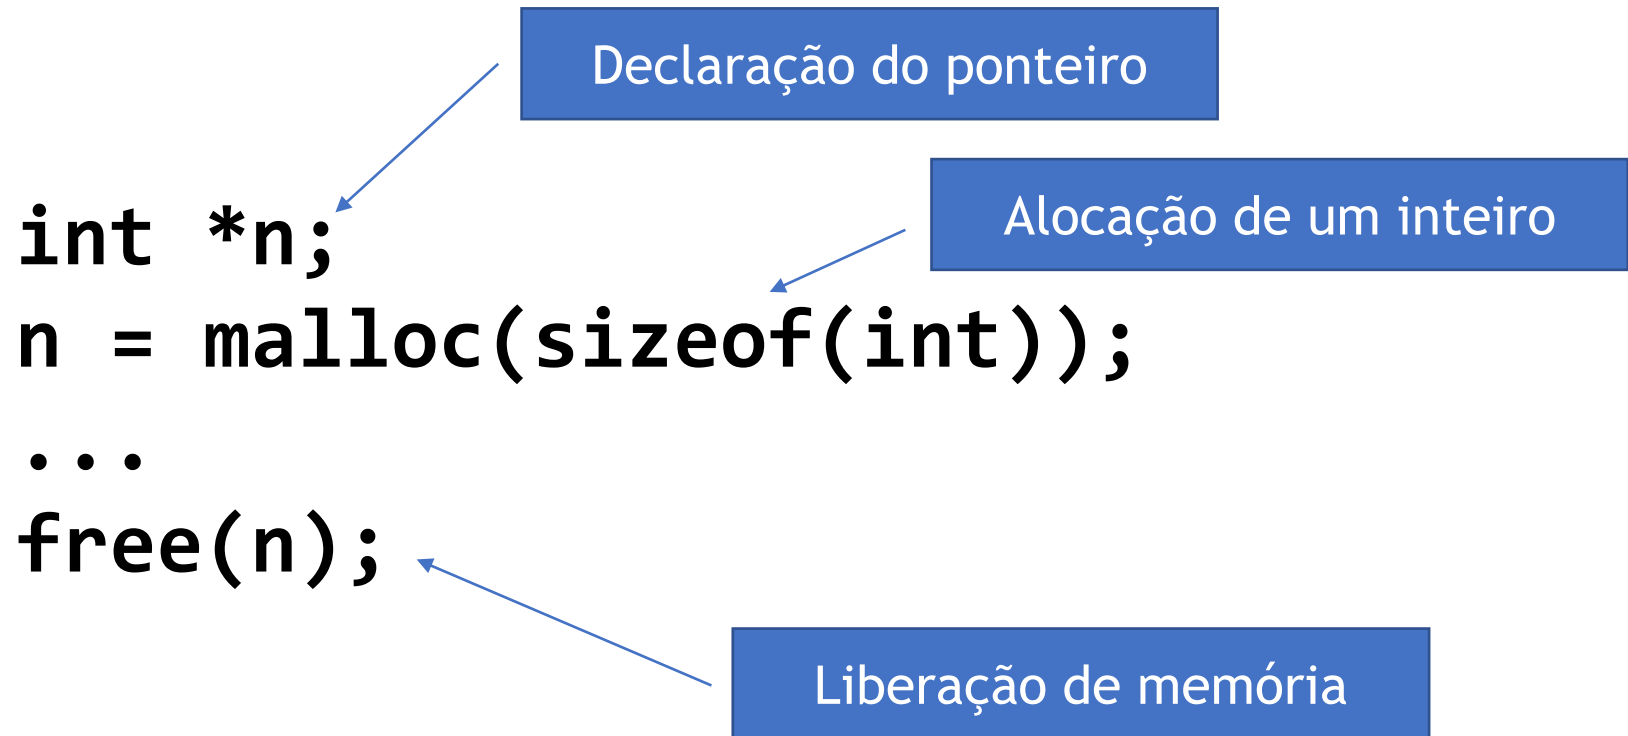 Declaração do ponteiro
Alocação de um inteiro
int *n;
n = malloc(sizeof(int));
...
free(n);
Liberação de memória